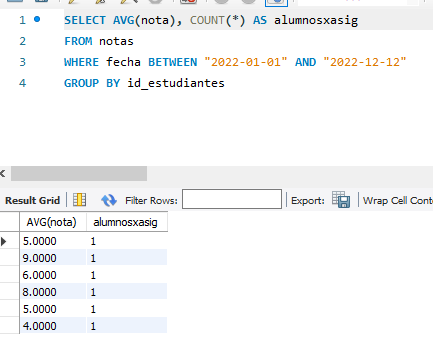 1 SELECT AVG(nota), COUNT(*) AS alumnosxasig
2 FROM notas
3 WHERE fecha BETWEEN "2022-01-01" AND "2022-12-12"
4 GROUP BY id_estudiantes
Result Grid Filter Rows: Export: Wrap Cell Conte
AVG(nota) alumnosxasig
5.0000 1
9.0000 1
6.0000 1
8.0000 1
5.0000 1
4.0000 1